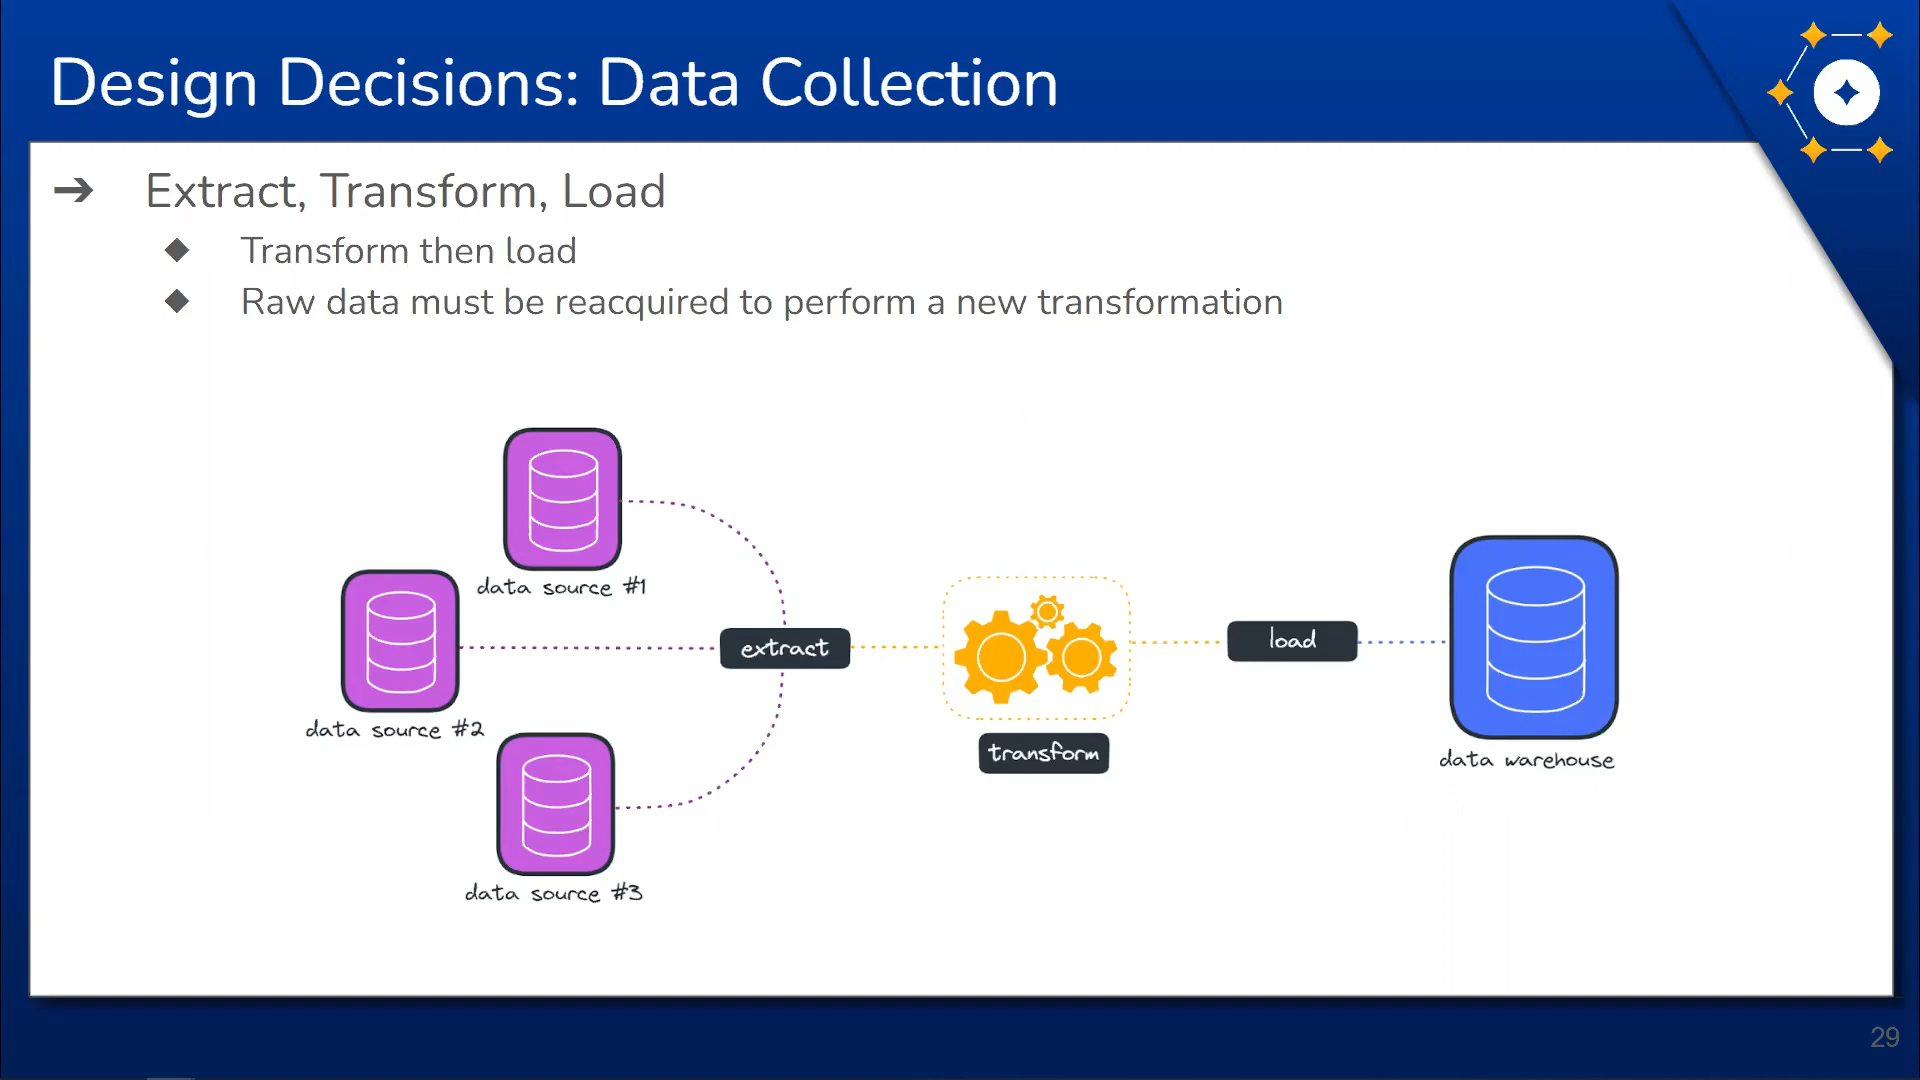 Design Decisions: Data Collection
➔ Extract, Transform, Load
◆ Transform then load
◆ Raw data must be reacquired to perform a new transformation
data source #1
data source #2
data source #3
extract
transform
load
data warehouse
29